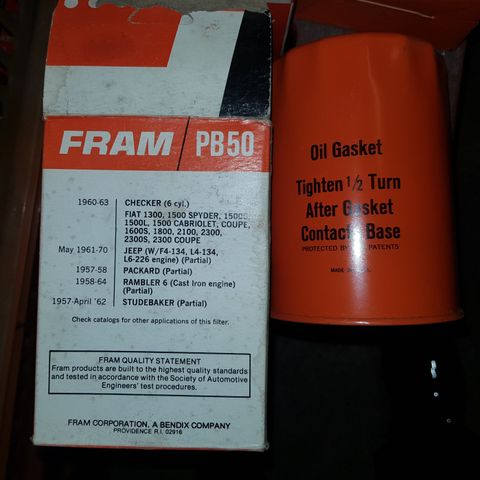 FRAM / PB50
1960-63 CHECKER (6 cyl.)
FIAT 1300, 1500 SPYDER, 1500S,
1500L, 1500 CABRIOLET, COUPE,
1600S, 1800, 2100, 2300,
2300S, 2300 COUPE
May 1961-70 JEEP (W/F4-134, L4-134,
L6-226 engine) (Partial)
1957-58 PACKARD (Partial)
1958-64 RAMBLER 6 (Cast Iron engine)
(Partial)
1957-April '62 STUDEBAKER (Partial)
Check catalogs for other applications of this filter.
FRAM QUALITY STATEMENT
Fram products are built to the highest quality standards
and tested in accordance with the Society of Automotive
Engineers' test procedures.
FRAM CORPORATION, A BENDIX COMPANY
PROVIDENCE R.I. 02916
Oil Gasket
Tighten 1/2 Turn
After Gasket
Contacts Base
PROTECTED BY PATENTS
MADE